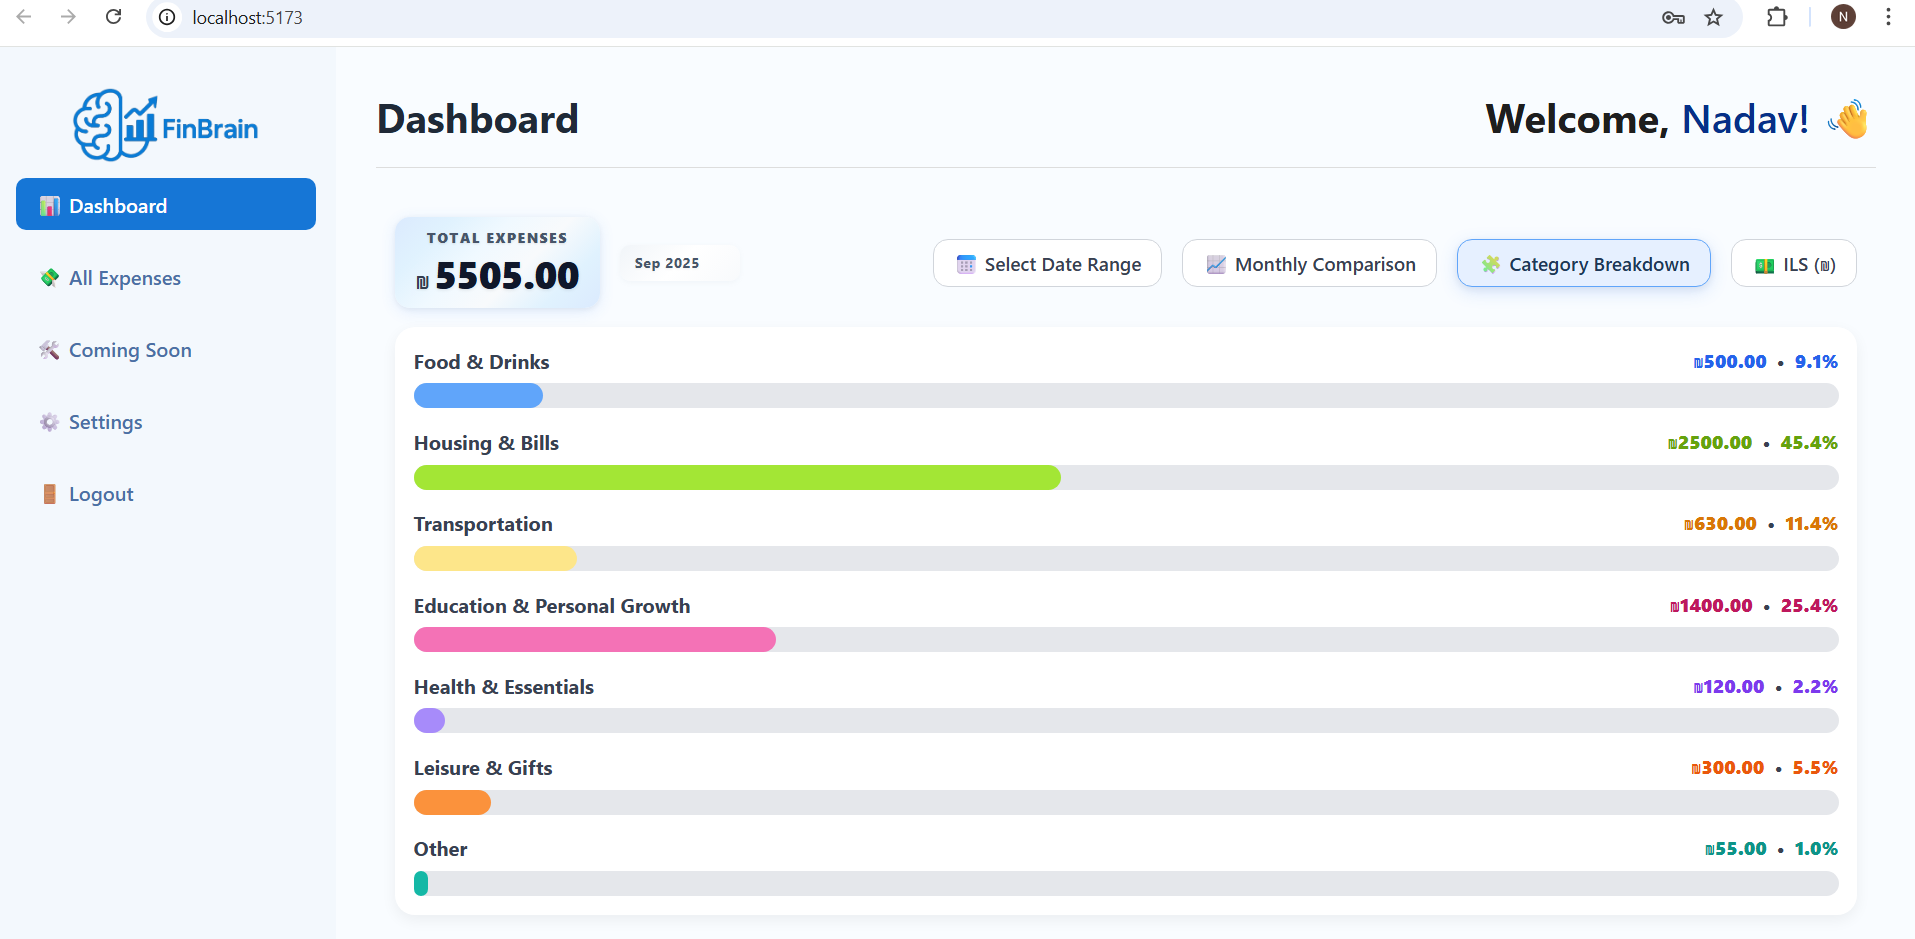 localhost:5173
N
FinBrain
Dashboard
Welcome, Nadav! 👋
📊 Dashboard
💸 All Expenses
🛠️ Coming Soon
⚙️ Settings
🚪 Logout
TOTAL EXPENSES
₪ 5505.00
Sep 2025
🗓️ Select Date Range
📈 Monthly Comparison
🧩 Category Breakdown
💵 ILS (₪)
Food & Drinks ₪500.00 • 9.1%
Housing & Bills ₪2500.00 • 45.4%
Transportation ₪630.00 • 11.4%
Education & Personal Growth ₪1400.00 • 25.4%
Health & Essentials ₪120.00 • 2.2%
Leisure & Gifts ₪300.00 • 5.5%
Other ₪55.00 • 1.0%